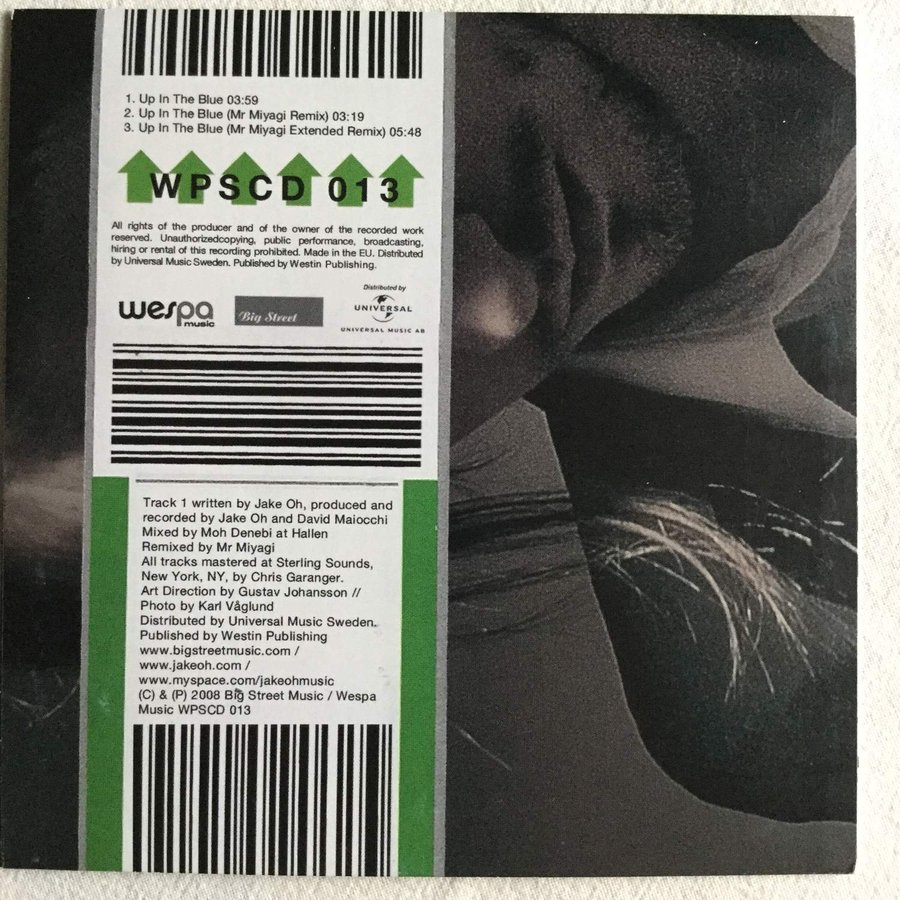 1. Up In The Blue 03:59
2. Up In The Blue (Mr Miyagi Remix) 03:19
3. Up In The Blue (Mr Miyagi Extended Remix) 05:48
WPSCD 013
All rights of the producer and of the owner of the recorded work
reserved. Unauthorizedcopying, public performance, broadcasting,
hiring or rental of this recording prohibited. Made in the EU. Distributed
by Universal Music Sweden. Published by Westin Publishing.
Distributed by
wespa
music
Big Street
UNIVERSAL
UNIVERSAL MUSIC AB
Track 1 written by Jake Oh, produced and
recorded by Jake Oh and David Maiocchi
Mixed by Moh Denebi at Hallen
Remixed by Mr Miyagi
All tracks mastered at Sterling Sounds,
New York, NY, by Chris Garanger.
Art Direction by Gustav Johansson //
Photo by Karl Våglund
Distributed by Universal Music Sweden.
Published by Westin Publishing
www.bigstreetmusic.com /
www.jakeoh.com /
www.myspace.com/jakeohmusic
(C) & (P) 2008 Big Street Music / Wespa
Music WPSCD 013